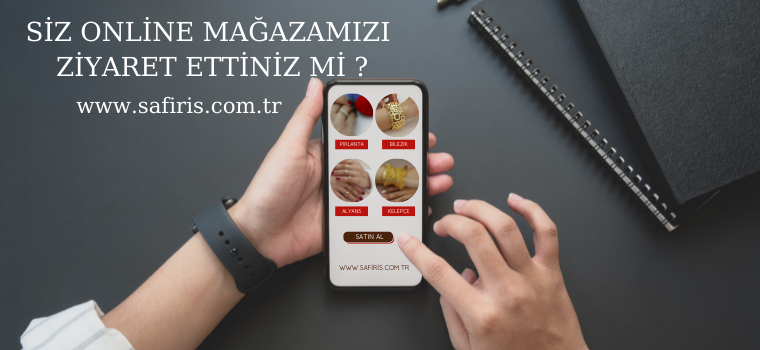 SİZ ONLİNE MAĞAZAMIZI
ZİYARET ETTİNİZ Mİ ?
www.safiris.com.tr
PIRLANTA BİLEZİK
ALYANS KELEPÇE
SATIN AL
WWW.SAFIRİS.COM.TR